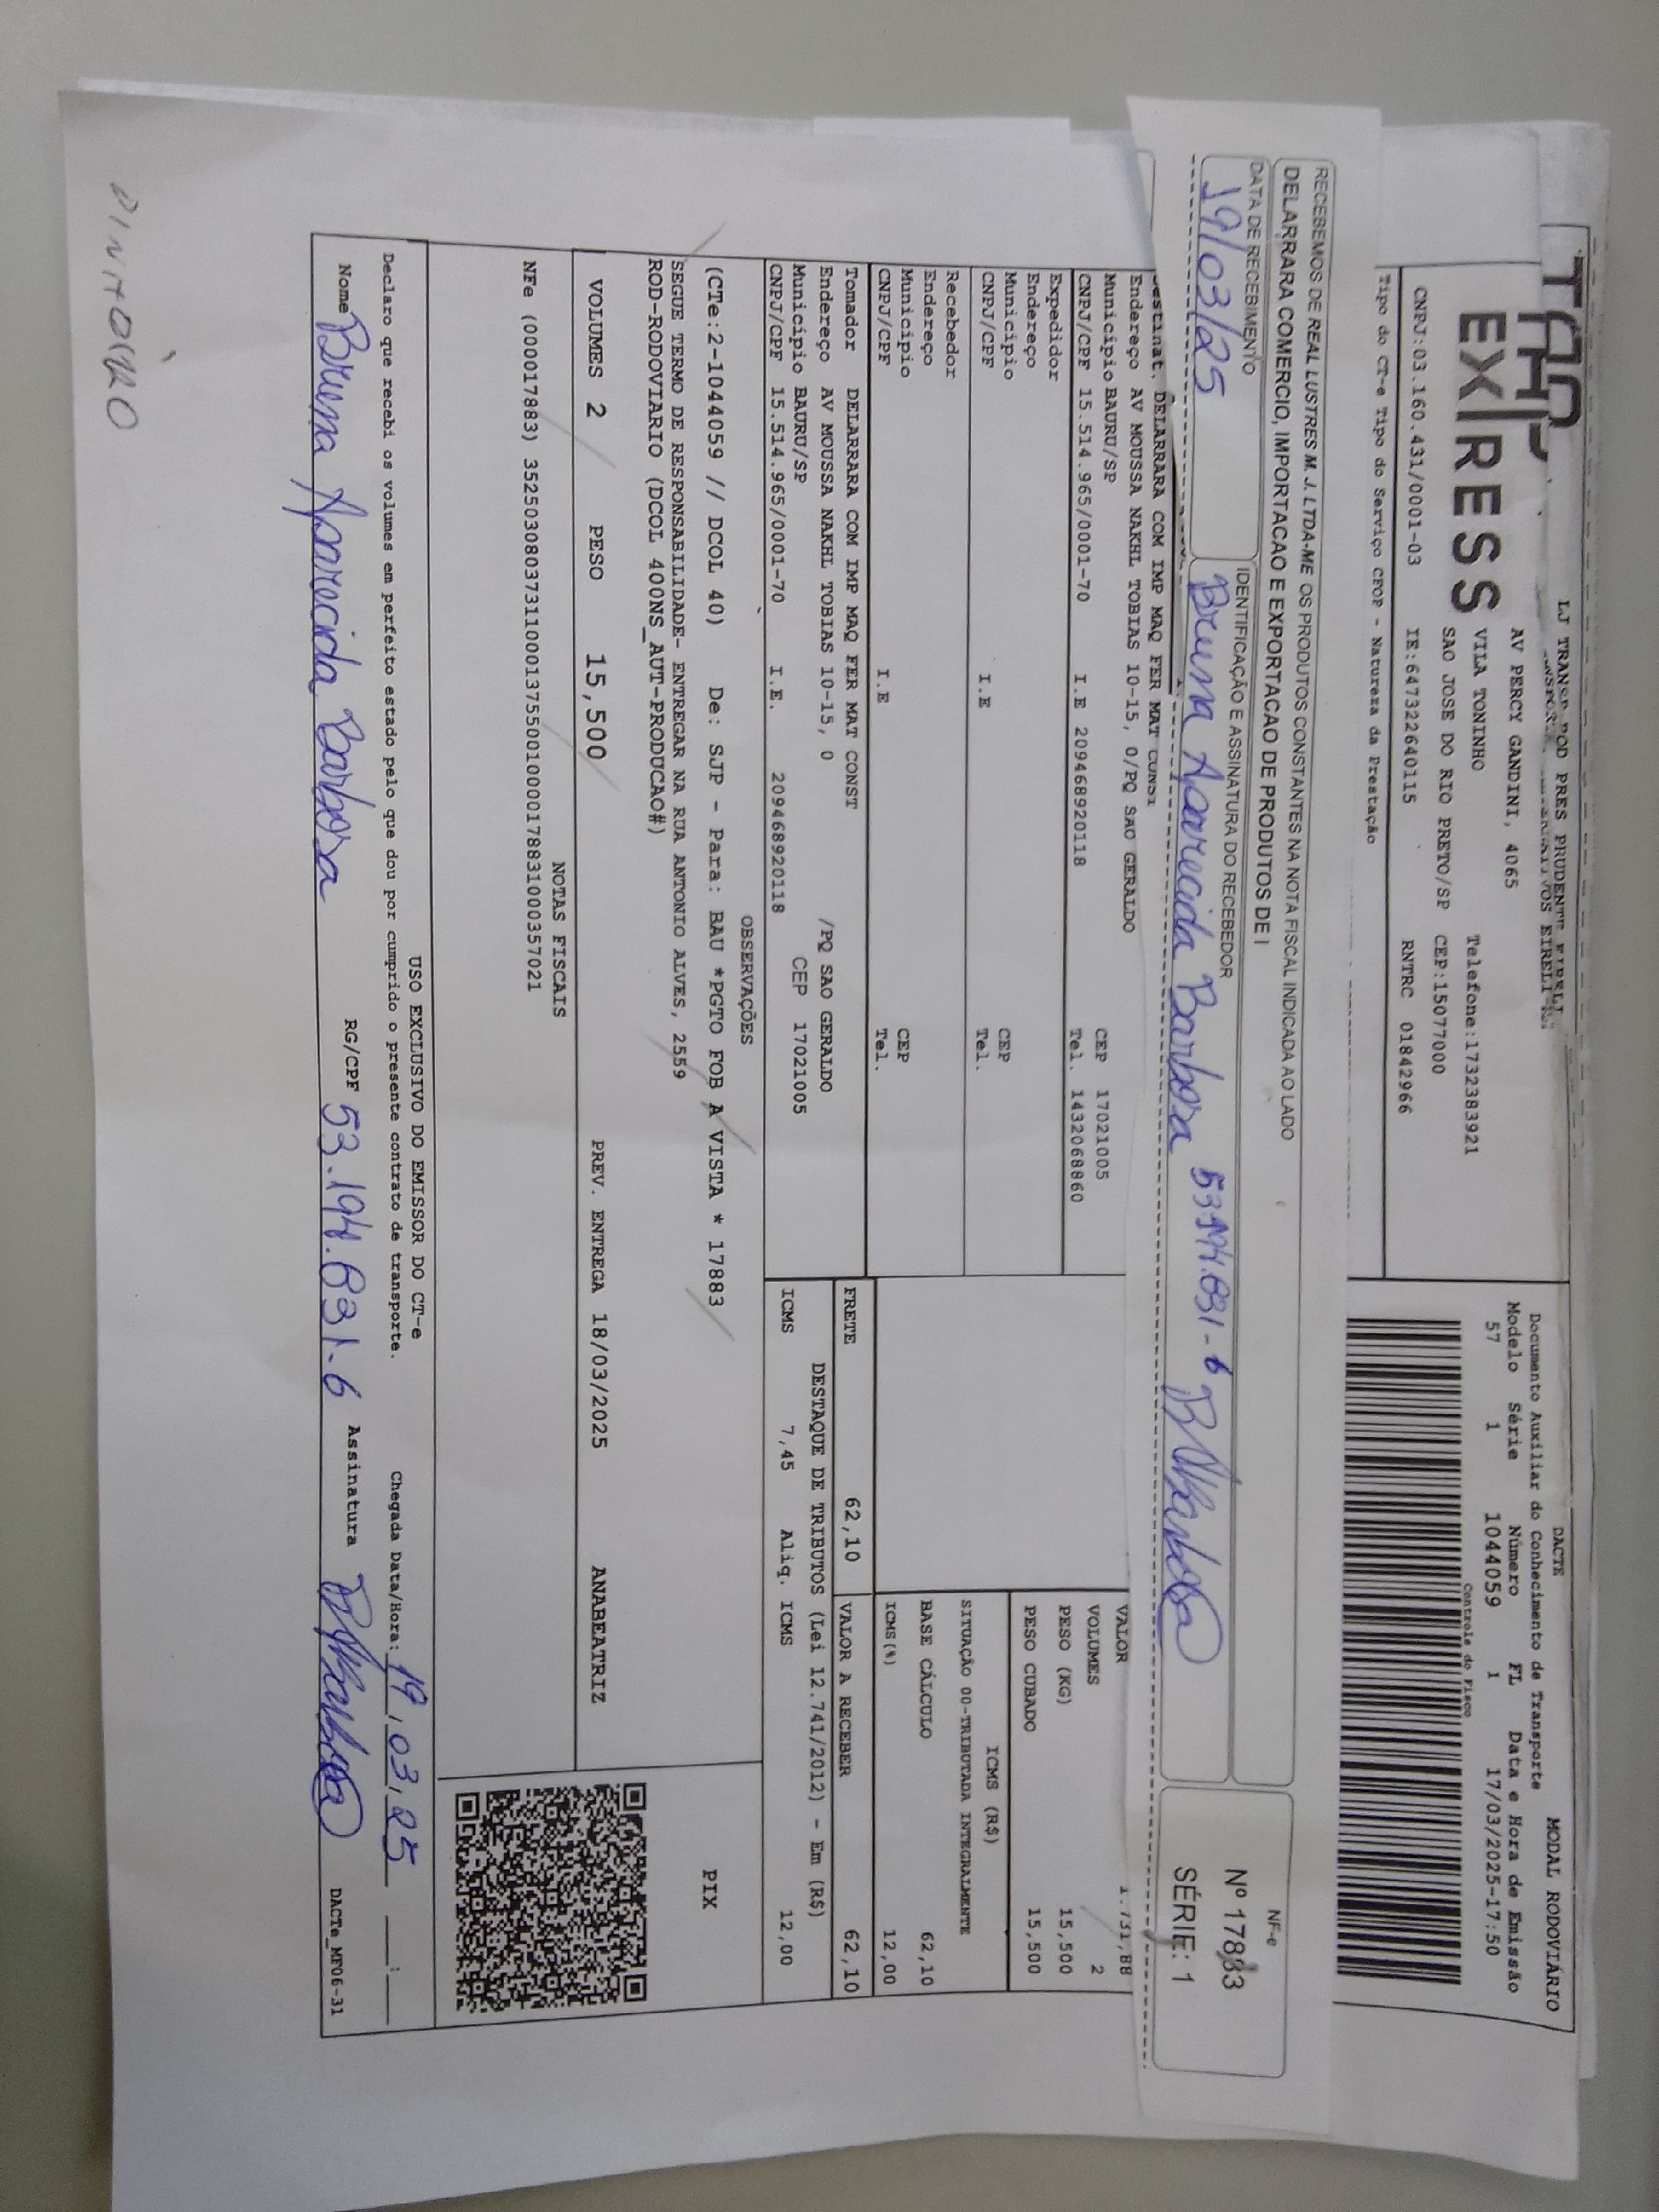 LJ TRANSP ROD PRES PRUDENTE EIRELI
EXPRESS
AV PERCY GANDINI, 4065
VILA TONINHO
Telefone:1732383921
SAO JOSE DO RIO PRETO/SP
CEP:15077000
CNPJ:03.160.431/0001-03
IE:647322640115
RNTRC 01842966
Tipo do CT-e Tipo do Serviço CFOP - Natureza da Prestação
DACTE
MODAL RODOVIÁRIO
Documento Auxiliar do Conhecimento de Transporte
Modelo Série Número FL Data e Hora de Emissão
57 1 1044059 1 17/03/2025-17:50
Controle do Fisco
RECEBEMOS DE REAL LUSTRES M. J. LTDA-ME OS PRODUTOS CONSTANTES NA NOTA FISCAL INDICADA AO LADO
DELARRARA COMERCIO, IMPORTACAO E EXPORTACAO DE PRODUTOS DE I
DATA DE RECEBIMENTO
19/03/25
IDENTIFICAÇÃO E ASSINATURA DO RECEBEDOR
Bruna Aparecida Barbosa 53.194.831-6 BABarbosa
NF-e
Nº 17883
SÉRIE: 1
Destinat. DELARRARA COM IMP MAQ FER MAT CONST
Endereço AV MOUSSA NAKHL TOBIAS 10-15, 0/PQ SAO GERALDO
Município BAURU/SP CEP 17021005
CNPJ/CPF 15.514.965/0001-70 I.E 209468920118 Tel. 1432068860
Expedidor
Endereço
Município CEP
CNPJ/CPF I.E Tel.
Recebedor
Endereço
Município CEP
CNPJ/CPF I.E Tel.
VALOR 1.731,88
VOLUMES 2
PESO (KG) 15,500
PESO CUBADO 15,500
ICMS (R$)
SITUAÇÃO 00-TRIBUTADA INTEGRALMENTE
BASE CÁLCULO 62,10
ICMS(%) 12,00
Tomador DELARRARA COM IMP MAQ FER MAT CONST
Endereço AV MOUSSA NAKHL TOBIAS 10-15, 0 /PQ SAO GERALDO
Município BAURU/SP CEP 17021005
CNPJ/CPF 15.514.965/0001-70 I.E. 209468920118
FRETE 62,10
VALOR A RECEBER 62,10
DESTAQUE DE TRIBUTOS (Lei 12.741/2012) - Em (R$)
ICMS 7,45 Aliq. ICMS 12,00
OBSERVAÇÕES
(CTe:2-1044059 // DCOL 40) De: SJP - Para: BAU *PGTO FOB A VISTA * 17883
SEGUE TERMO DE RESPONSABILIDADE- ENTREGAR NA RUA ANTONIO ALVES, 2559
ROD-RODOVIARIO (DCOL 400NS_AUT-PRODUCAO#)
PIX
VOLUMES 2 PESO 15,500 PREV. ENTREGA 18/03/2025 ANABEATRIZ
NOTAS FISCAIS
NFe (000017883) 35250308037311000137550010000178831000357021
USO EXCLUSIVO DO EMISSOR DO CT-e
Declaro que recebi os volumes em perfeito estado pelo que dou por cumprido o presente contrato de transporte.
Chegada Data/Hora: 19/03/25 __:__
Nome Bruna Aparecida Barbosa RG/CPF 53.194.831-6 Assinatura BABarbosa
DACTe_MF06-31